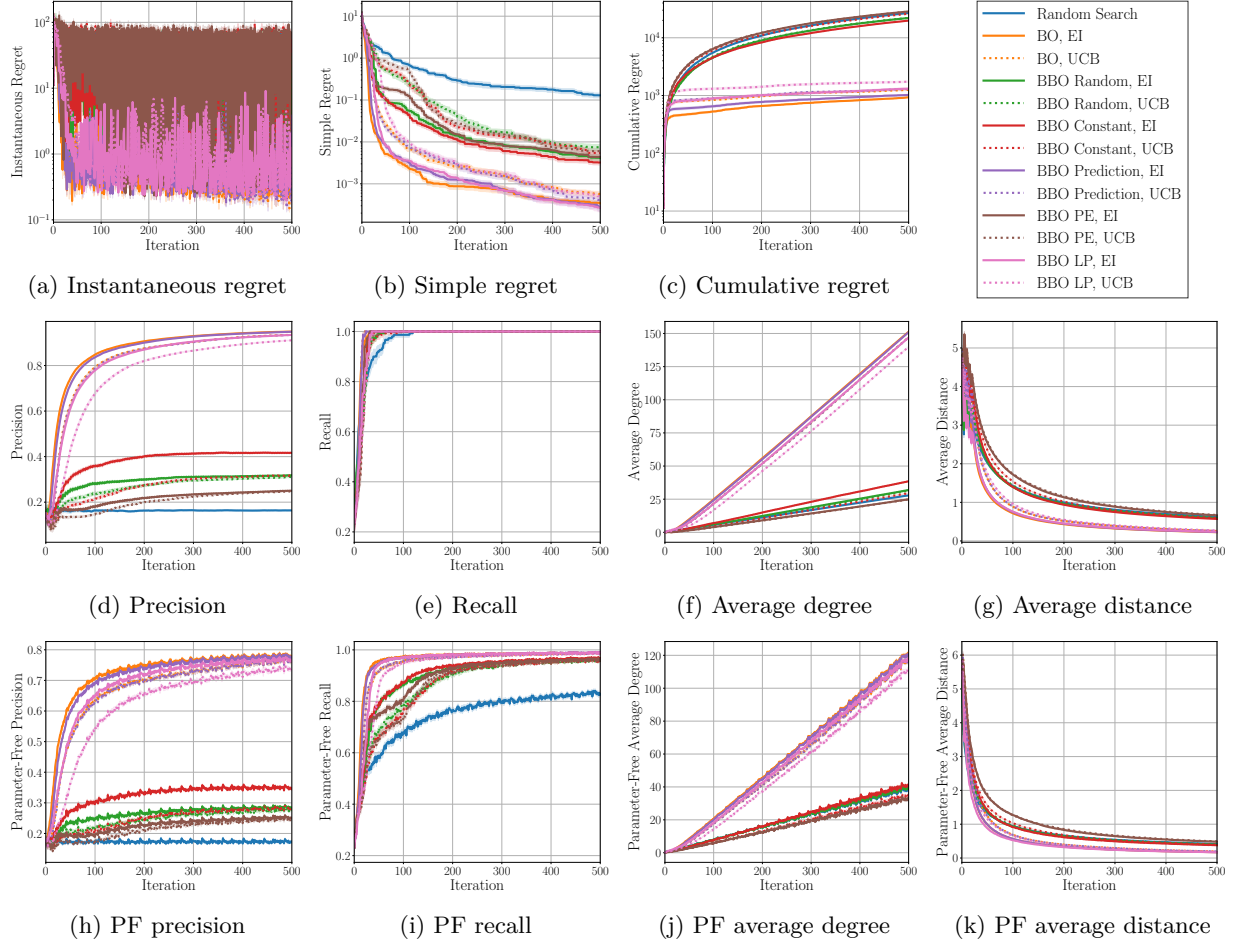 10^2
10^1
10^0
10^-1
Instantaneous Regret
0 100 200 300 400 500
Iteration
(a) Instantaneous regret
10^1
10^0
10^-1
10^-2
10^-3
Simple Regret
0 100 200 300 400 500
Iteration
(b) Simple regret
10^4
10^3
10^2
10^1
Cumulative Regret
0 100 200 300 400 500
Iteration
(c) Cumulative regret
Random Search
BO, EI
BO, UCB
BBO Random, EI
BBO Random, UCB
BBO Constant, EI
BBO Constant, UCB
BBO Prediction, EI
BBO Prediction, UCB
BBO PE, EI
BBO PE, UCB
BBO LP, EI
BBO LP, UCB
0.8
0.6
0.4
0.2
Precision
0 100 200 300 400 500
Iteration
(d) Precision
1.0
0.8
0.6
0.4
0.2
Recall
0 100 200 300 400 500
Iteration
(e) Recall
150
125
100
75
50
25
0
Average Degree
0 100 200 300 400 500
Iteration
(f) Average degree
5
4
3
2
1
0
Average Distance
0 100 200 300 400 500
Iteration
(g) Average distance
0.8
0.7
0.6
0.5
0.4
0.3
0.2
Parameter-Free Precision
0 100 200 300 400 500
Iteration
(h) PF precision
1.0
0.8
0.6
0.4
0.2
Parameter-Free Recall
0 100 200 300 400 500
Iteration
(i) PF recall
120
100
80
60
40
20
0
Parameter-Free Average Degree
0 100 200 300 400 500
Iteration
(j) PF average degree
6
5
4
3
2
1
0
Parameter-Free Average Distance
0 100 200 300 400 500
Iteration
(k) PF average distance